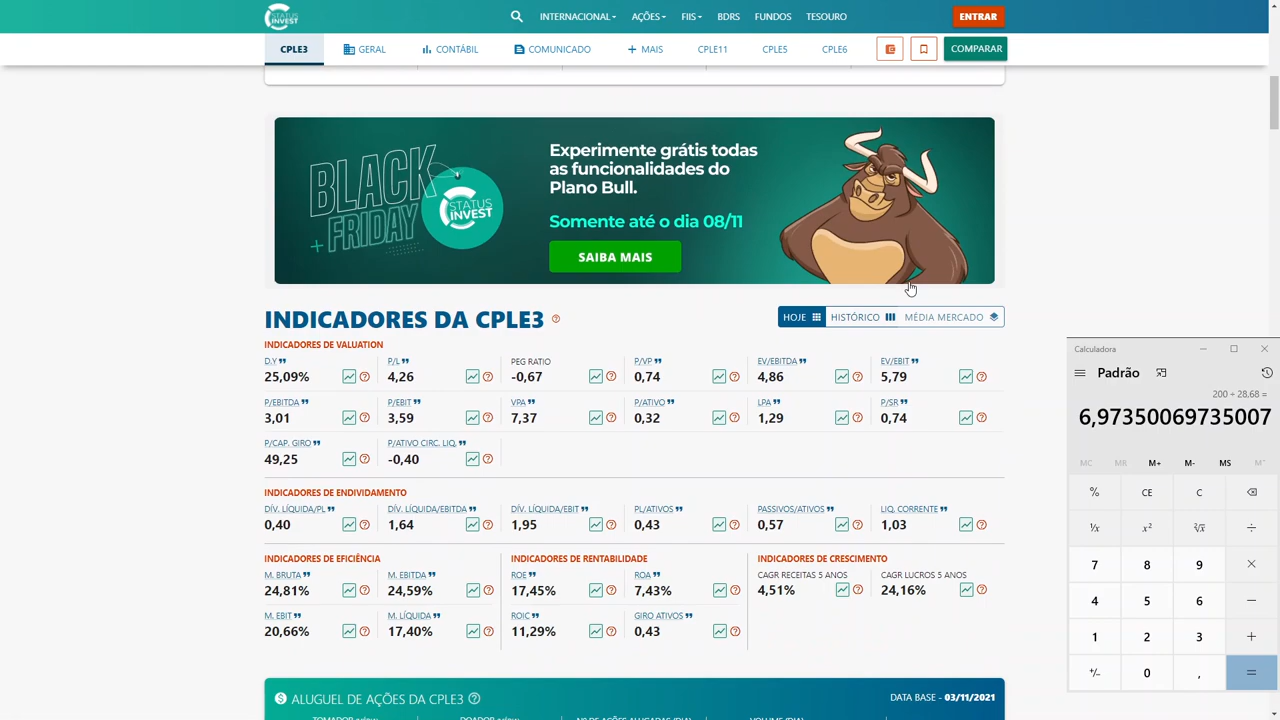 STATUS INVEST
INTERNACIONAL
AÇÕES
FIIS
BDRS
FUNDOS
TESOURO
ENTRAR
CPLE3
GERAL
CONTÁBIL
COMUNICADO
MAIS
CPLE11
CPLE5
CPLE6
COMPARAR
BLACK
FRIDAY
STATUS
INVEST
Experimente grátis todas
as funcionalidades do
Plano Bull.
Somente até o dia 08/11
SAIBA MAIS
INDICADORES DA CPLE3
HOJE
HISTÓRICO
MÉDIA MERCADO
INDICADORES DE VALUATION
D.Y P/L PEG RATIO P/VP EV/EBITDA EV/EBIT
25,09% 4,26 -0,67 0,74 4,86 5,79
P/EBITDA P/EBIT VPA P/ATIVO LPA P/SR
3,01 3,59 7,37 0,32 1,29 0,74
P/CAP. GIRO P/ATIVO CIRC. LIQ.
49,25 -0,40
INDICADORES DE ENDIVIDAMENTO
DÍV. LÍQUIDA/PL DÍV. LÍQUIDA/EBITDA DÍV. LÍQUIDA/EBIT PL/ATIVOS PASSIVOS/ATIVOS LIQ. CORRENTE
0,40 1,64 1,95 0,43 0,57 1,03
INDICADORES DE EFICIÊNCIA
M. BRUTA M. EBITDA
24,81% 24,59%
M. EBIT M. LÍQUIDA
20,66% 17,40%
INDICADORES DE RENTABILIDADE
ROE ROA
17,45% 7,43%
ROIC GIRO ATIVOS
11,29% 0,43
INDICADORES DE CRESCIMENTO
CAGR RECEITAS 5 ANOS CAGR LUCROS 5 ANOS
4,51% 24,16%
ALUGUEL DE AÇÕES DA CPLE3
DATA BASE - 03/11/2021
Calculadora
Padrão
200 ÷ 28,68 =
6,97350069735007
MC MR M+ M- MS M˅
% CE C
¹/x x² ²√x ÷
7 8 9 ×
4 5 6 −
1 2 3 +
+/− 0 , =